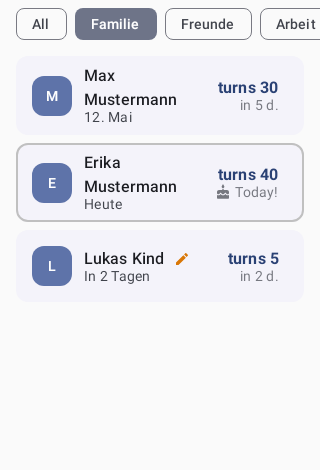 All Familie Freunde Arbeit
M
Max
Mustermann
12. Mai
turns 30
in 5 d.
E
Erika
Mustermann
Heute
turns 40
Today!
L
Lukas Kind
In 2 Tagen
turns 5
in 2 d.